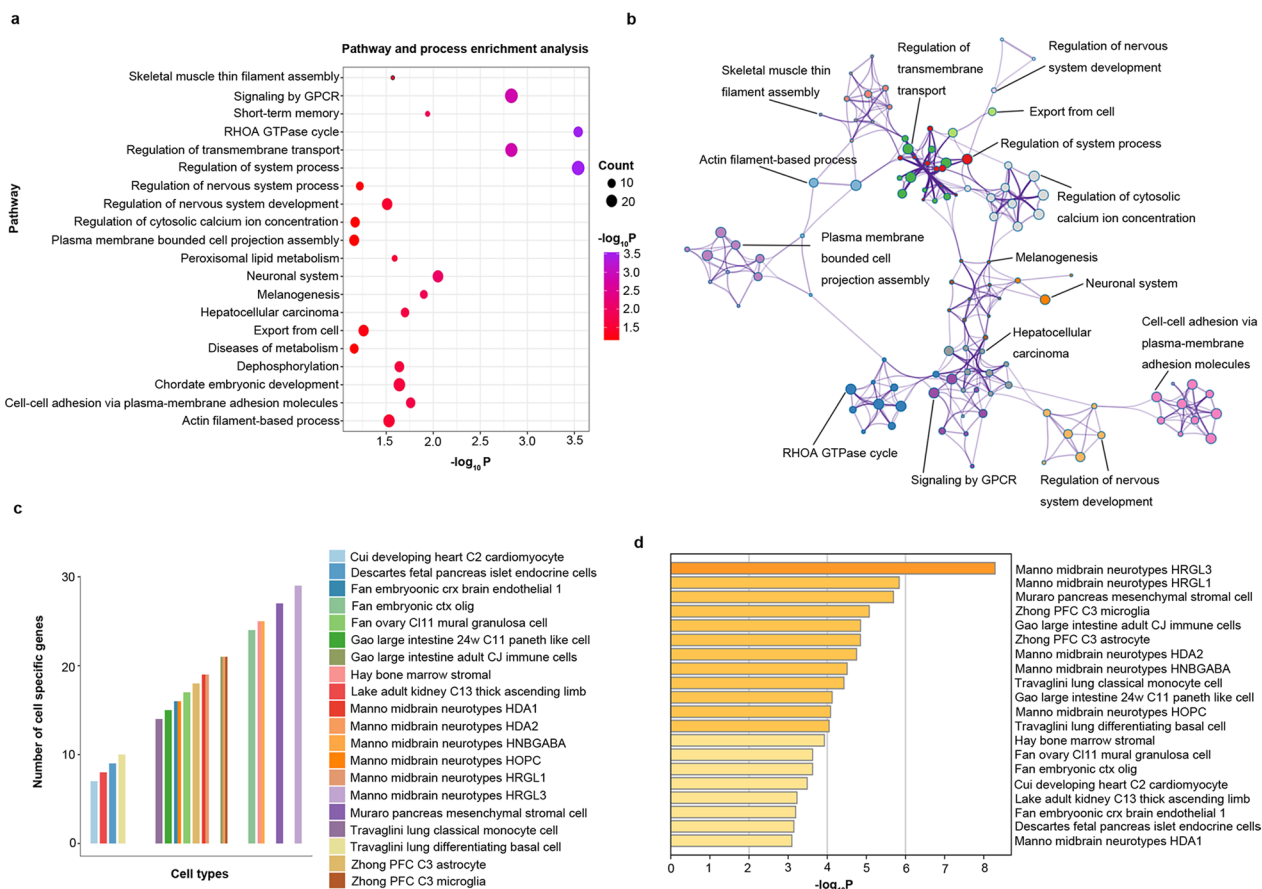 a
Pathway and process enrichment analysis
Pathway
Skeletal muscle thin filament assembly
Signaling by GPCR
Short-term memory
RHOA GTPase cycle
Regulation of transmembrane transport
Regulation of system process
Regulation of nervous system process
Regulation of nervous system development
Regulation of cytosolic calcium ion concentration
Plasma membrane bounded cell projection assembly
Peroxisomal lipid metabolism
Neuronal system
Melanogenesis
Hepatocellular carcinoma
Export from cell
Diseases of metabolism
Dephosphorylation
Chordate embryonic development
Cell-cell adhesion via plasma-membrane adhesion molecules
Actin filament-based process
1.5 2.0 2.5 3.0 3.5
-log10P
Count
10
20
-log10P
3.5
3.0
2.5
2.0
1.5
b
Skeletal muscle thin
filament assembly
Regulation of
transmembrane
transport
Regulation of nervous
system development
Export from cell
Regulation of system process
Actin filament-based process
Regulation of cytosolic
calcium ion concentration
Plasma membrane
bounded cell
projection assembly
Melanogenesis
Neuronal system
Hepatocellular
carcinoma
Cell-cell adhesion via
plasma-membrane
adhesion molecules
RHOA GTPase cycle
Signaling by GPCR
Regulation of nervous
system development
c
Number of cell specific genes
30
20
10
0
Cell types
Cui developing heart C2 cardiomyocyte
Descartes fetal pancreas islet endocrine cells
Fan embryoonic crx brain endothelial 1
Fan embryonic ctx olig
Fan ovary Cl11 mural granulosa cell
Gao large intestine 24w C11 paneth like cell
Gao large intestine adult CJ immune cells
Hay bone marrow stromal
Lake adult kidney C13 thick ascending limb
Manno midbrain neurotypes HDA1
Manno midbrain neurotypes HDA2
Manno midbrain neurotypes HNBGABA
Manno midbrain neurotypes HOPC
Manno midbrain neurotypes HRGL1
Manno midbrain neurotypes HRGL3
Muraro pancreas mesenchymal stromal cell
Travaglini lung classical monocyte cell
Travaglini lung differentiating basal cell
Zhong PFC C3 astrocyte
Zhong PFC C3 microglia
d
Manno midbrain neurotypes HRGL3
Manno midbrain neurotypes HRGL1
Muraro pancreas mesenchymal stromal cell
Zhong PFC C3 microglia
Gao large intestine adult CJ immune cells
Zhong PFC C3 astrocyte
Manno midbrain neurotypes HDA2
Manno midbrain neurotypes HNBGABA
Travaglini lung classical monocyte cell
Gao large intestine 24w C11 paneth like cell
Manno midbrain neurotypes HOPC
Travaglini lung differentiating basal cell
Hay bone marrow stromal
Fan ovary Cl11 mural granulosa cell
Fan embryonic ctx olig
Cui developing heart C2 cardiomyocyte
Lake adult kidney C13 thick ascending limb
Fan embryoonic crx brain endothelial 1
Descartes fetal pancreas islet endocrine cells
Manno midbrain neurotypes HDA1
0 1 2 3 4 5 6 7 8
-log10P